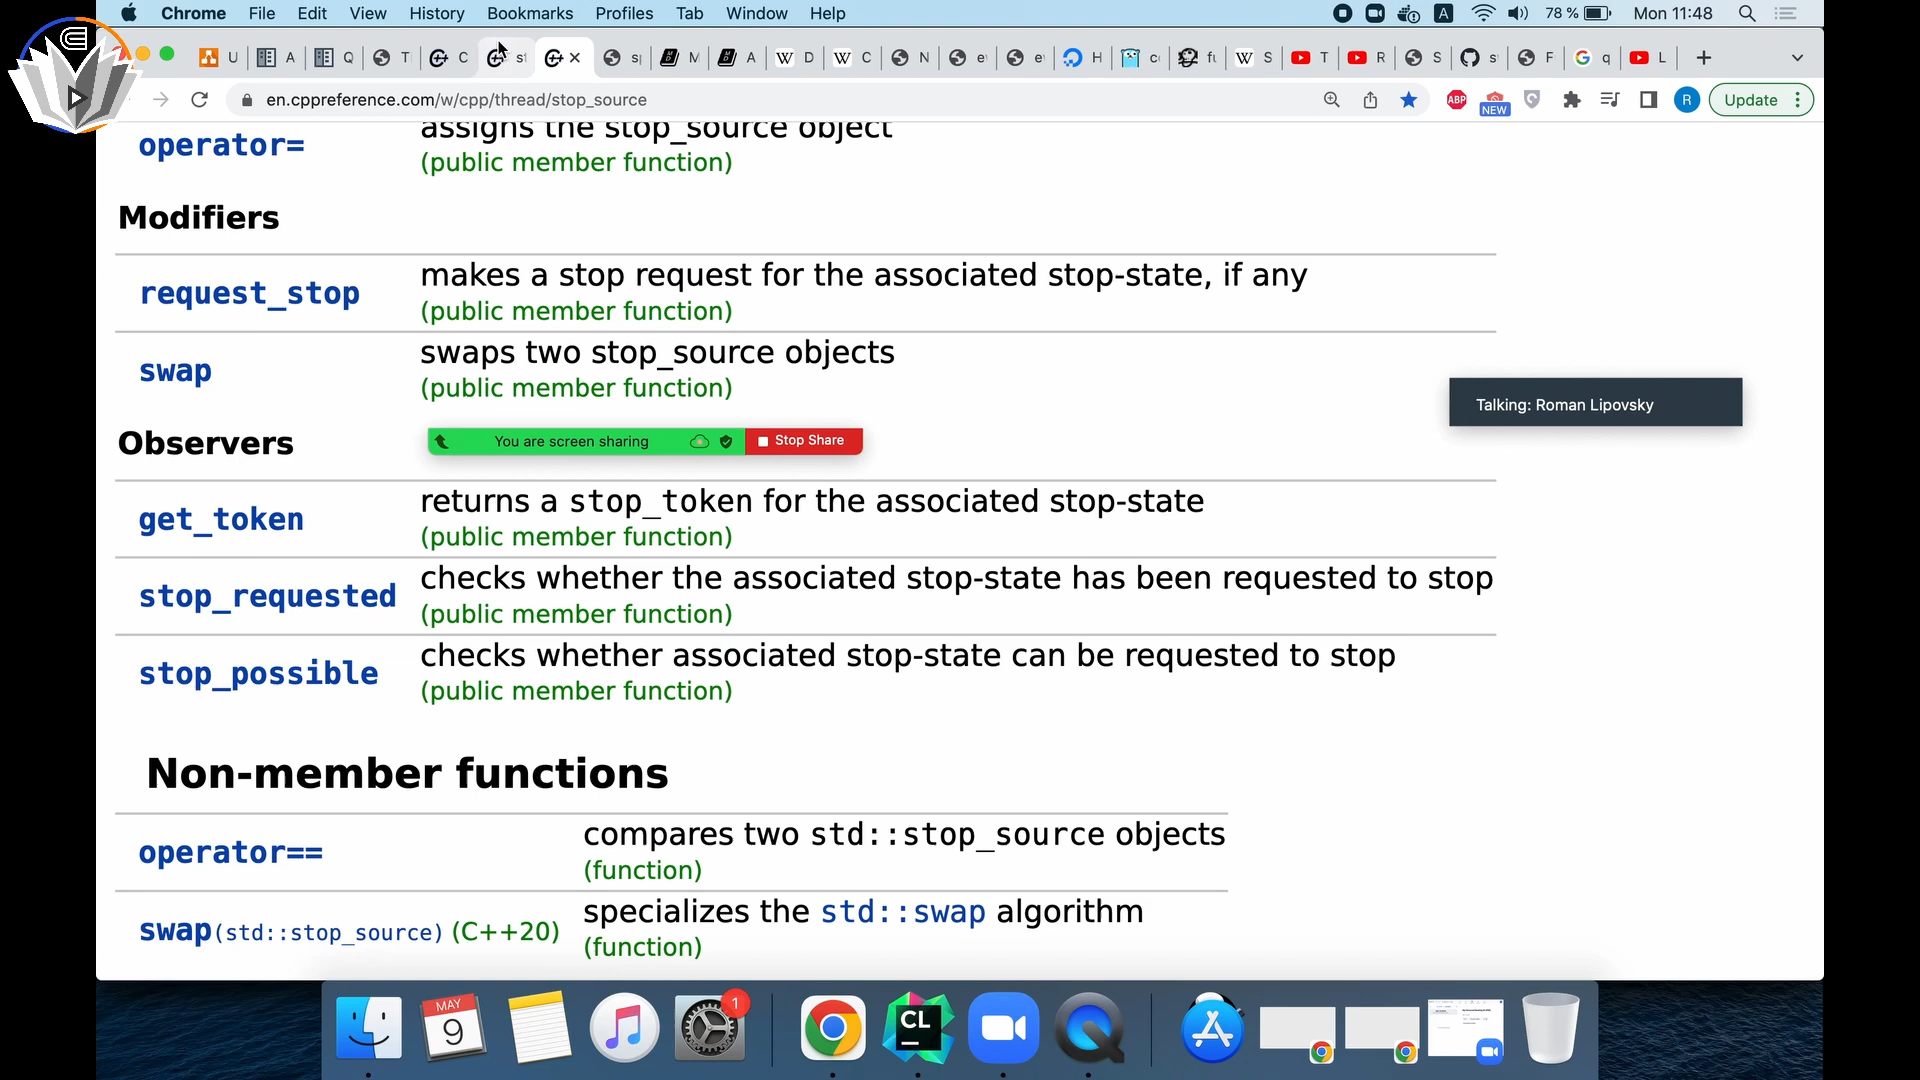 Chrome File Edit View History Bookmarks Profiles Tab Window Help A 78 % Mon 11:48
U A Q T C st s M A D C N e e H c fu S T R S s F q L
en.cppreference.com/w/cpp/thread/stop_source ABP NEW R Update
operator= assigns the stop_source object
(public member function)
Modifiers
request_stop makes a stop request for the associated stop-state, if any
(public member function)
swap swaps two stop_source objects
(public member function)
Talking: Roman Lipovsky
Observers You are screen sharing Stop Share
get_token returns a stop_token for the associated stop-state
(public member function)
stop_requested checks whether the associated stop-state has been requested to stop
(public member function)
stop_possible checks whether associated stop-state can be requested to stop
(public member function)
Non-member functions
operator== compares two std::stop_source objects
(function)
swap(std::stop_source) (C++20) specializes the std::swap algorithm
(function)
MAY
9
1
CL